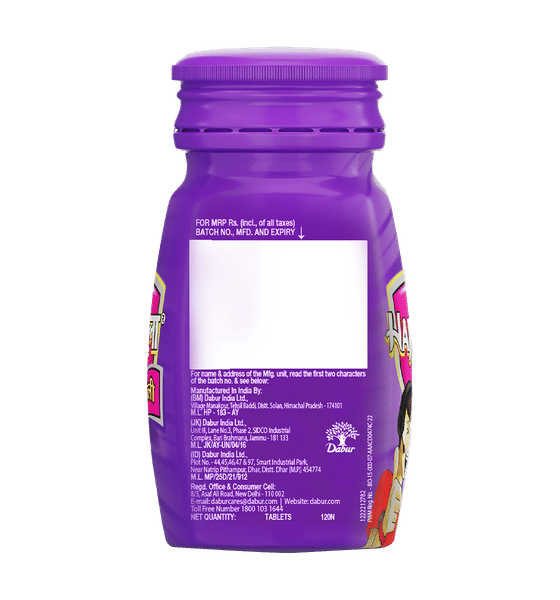 FOR MRP Rs. (incl., of all taxes)
BATCH NO., MFD. AND EXPIRY
For name & address of the Mfg. unit, read the first two characters
of the batch no. & see below:
Manufactured In India By:
(BM) Dabur India Ltd.,
Village Manakpur, Tehsil Baddi, Distt. Solan, Himachal Pradesh - 174101
M.L. HP - 183 - AY
(JK) Dabur India Ltd.,
Unit III, Lane No.3, Phase 2, SIDCO Industrial
Complex, Bari Brahmana, Jammu - 181 133
M.L. JK/AY-UN/04/16
(ID) Dabur India Ltd.,
Plot No. - 44,45,46,47 & 97, Smart Industrial Park,
Near Natrip Pithampur, Dhar, Distt. Dhar (M.P.) 454774
M.L. MP/25D/21/912
Regd. Office & Consumer Cell:
8/3, Asaf Ali Road, New Delhi - 110 002
E-mail: daburcares@dabur.com | Website: dabur.com
Toll Free Number 1800 103 1644
NET QUANTITY: TABLETS 120N
Dabur
1222212782